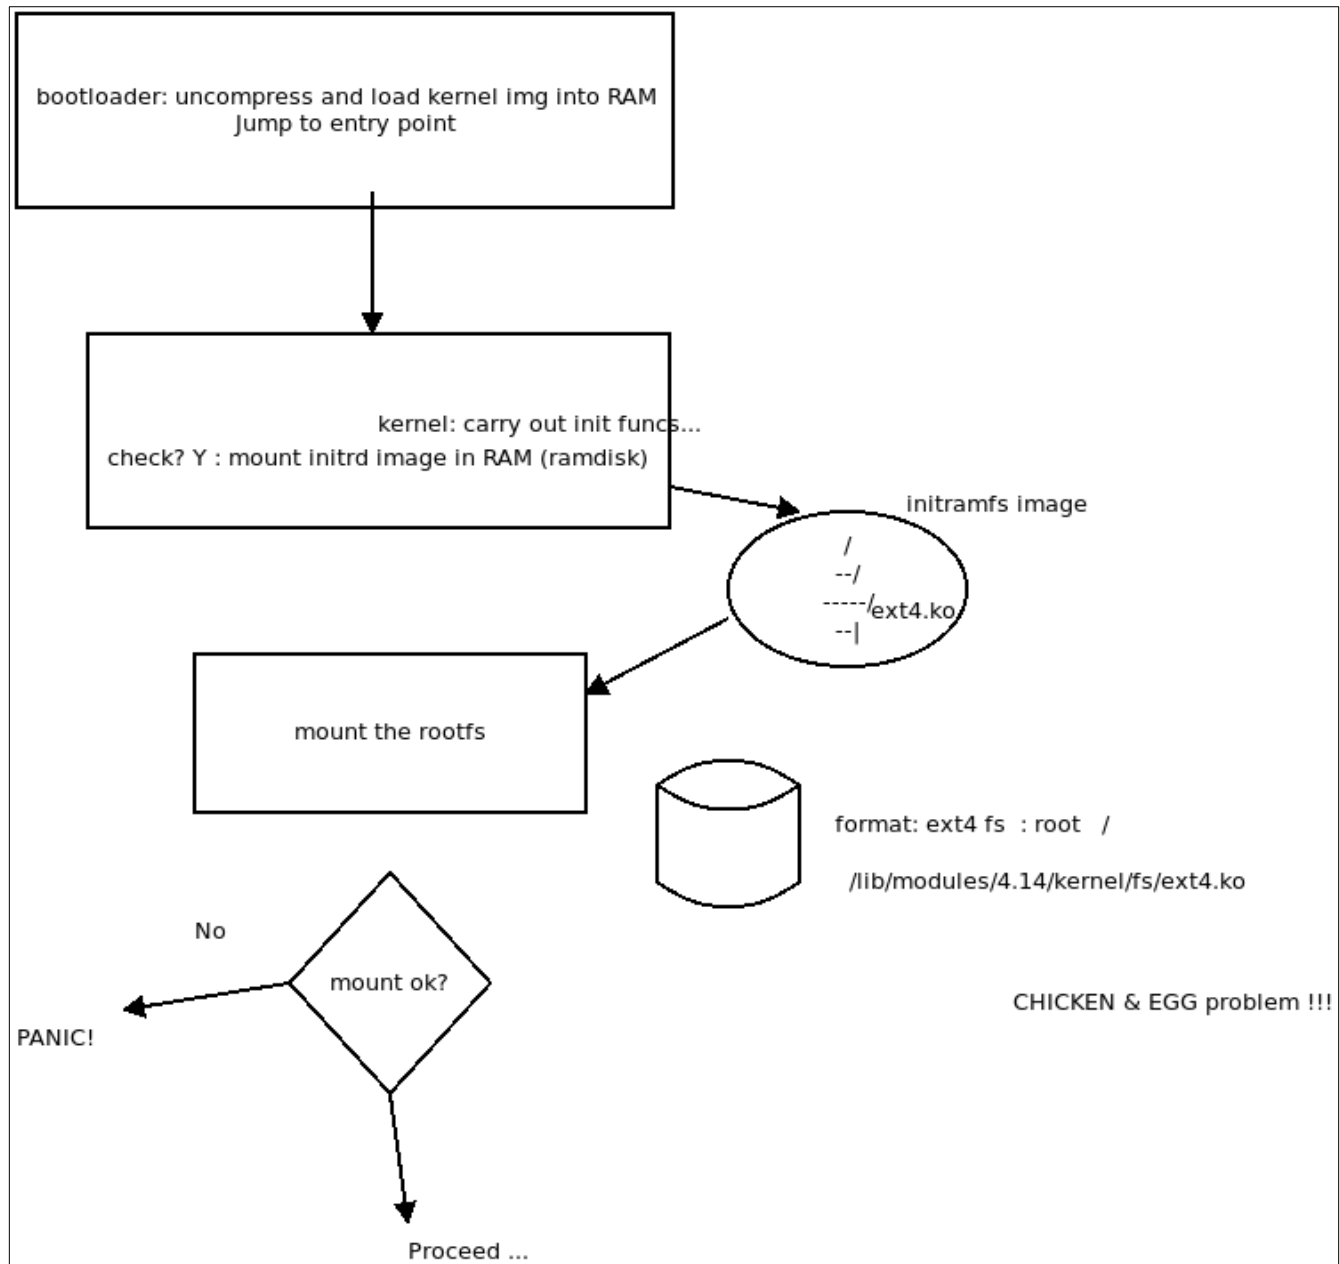 bootloader: uncompress and load kernel img into RAM
Jump to entry point
kernel: carry out init funcs...
check? Y : mount initrd image in RAM (ramdisk)
initramfs image
/
--/
-----/ext4.ko
--|
mount the rootfs
format: ext4 fs : root /
/lib/modules/4.14/kernel/fs/ext4.ko
No
mount ok?
CHICKEN & EGG problem !!!
PANIC!
Proceed ...